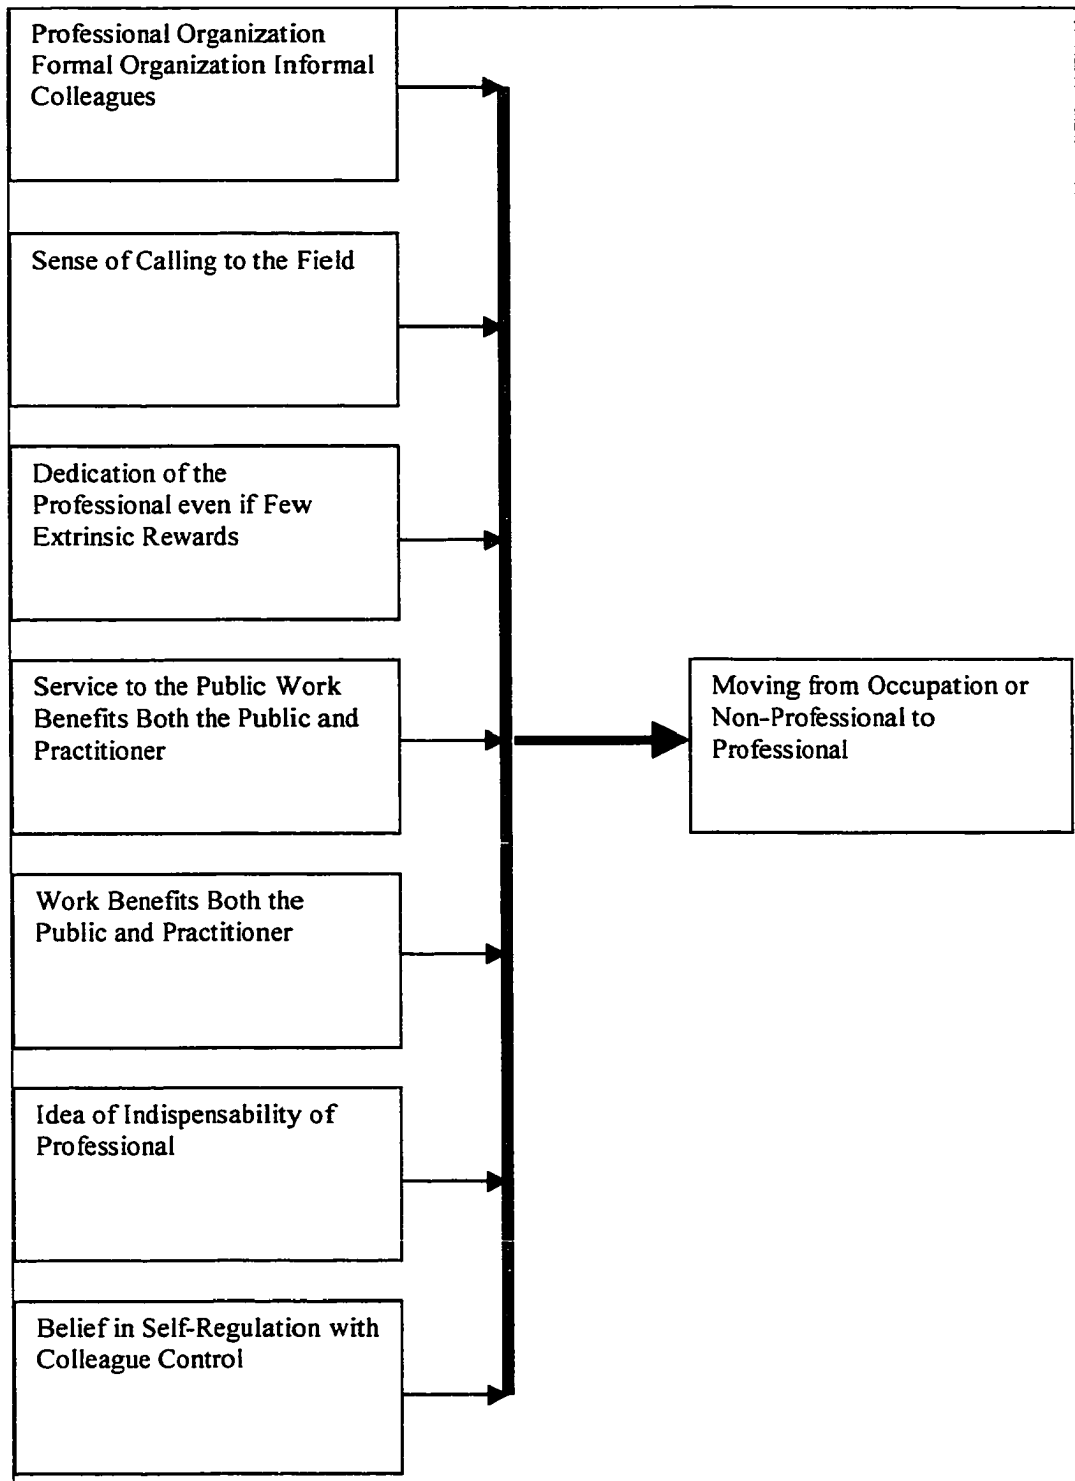 Professional Organization
Formal Organization Informal
Colleagues
Sense of Calling to the Field
Dedication of the
Professional even if Few
Extrinsic Rewards
Service to the Public Work
Benefits Both the Public and
Practitioner
Moving from Occupation or
Non-Professional to
Professional
Work Benefits Both the
Public and Practitioner
Idea of Indispensability of
Professional
Belief in Self-Regulation with
Colleague Control